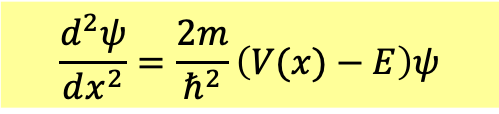 d²ψ/dx² = 2m/ħ² (V(x) − E)ψ